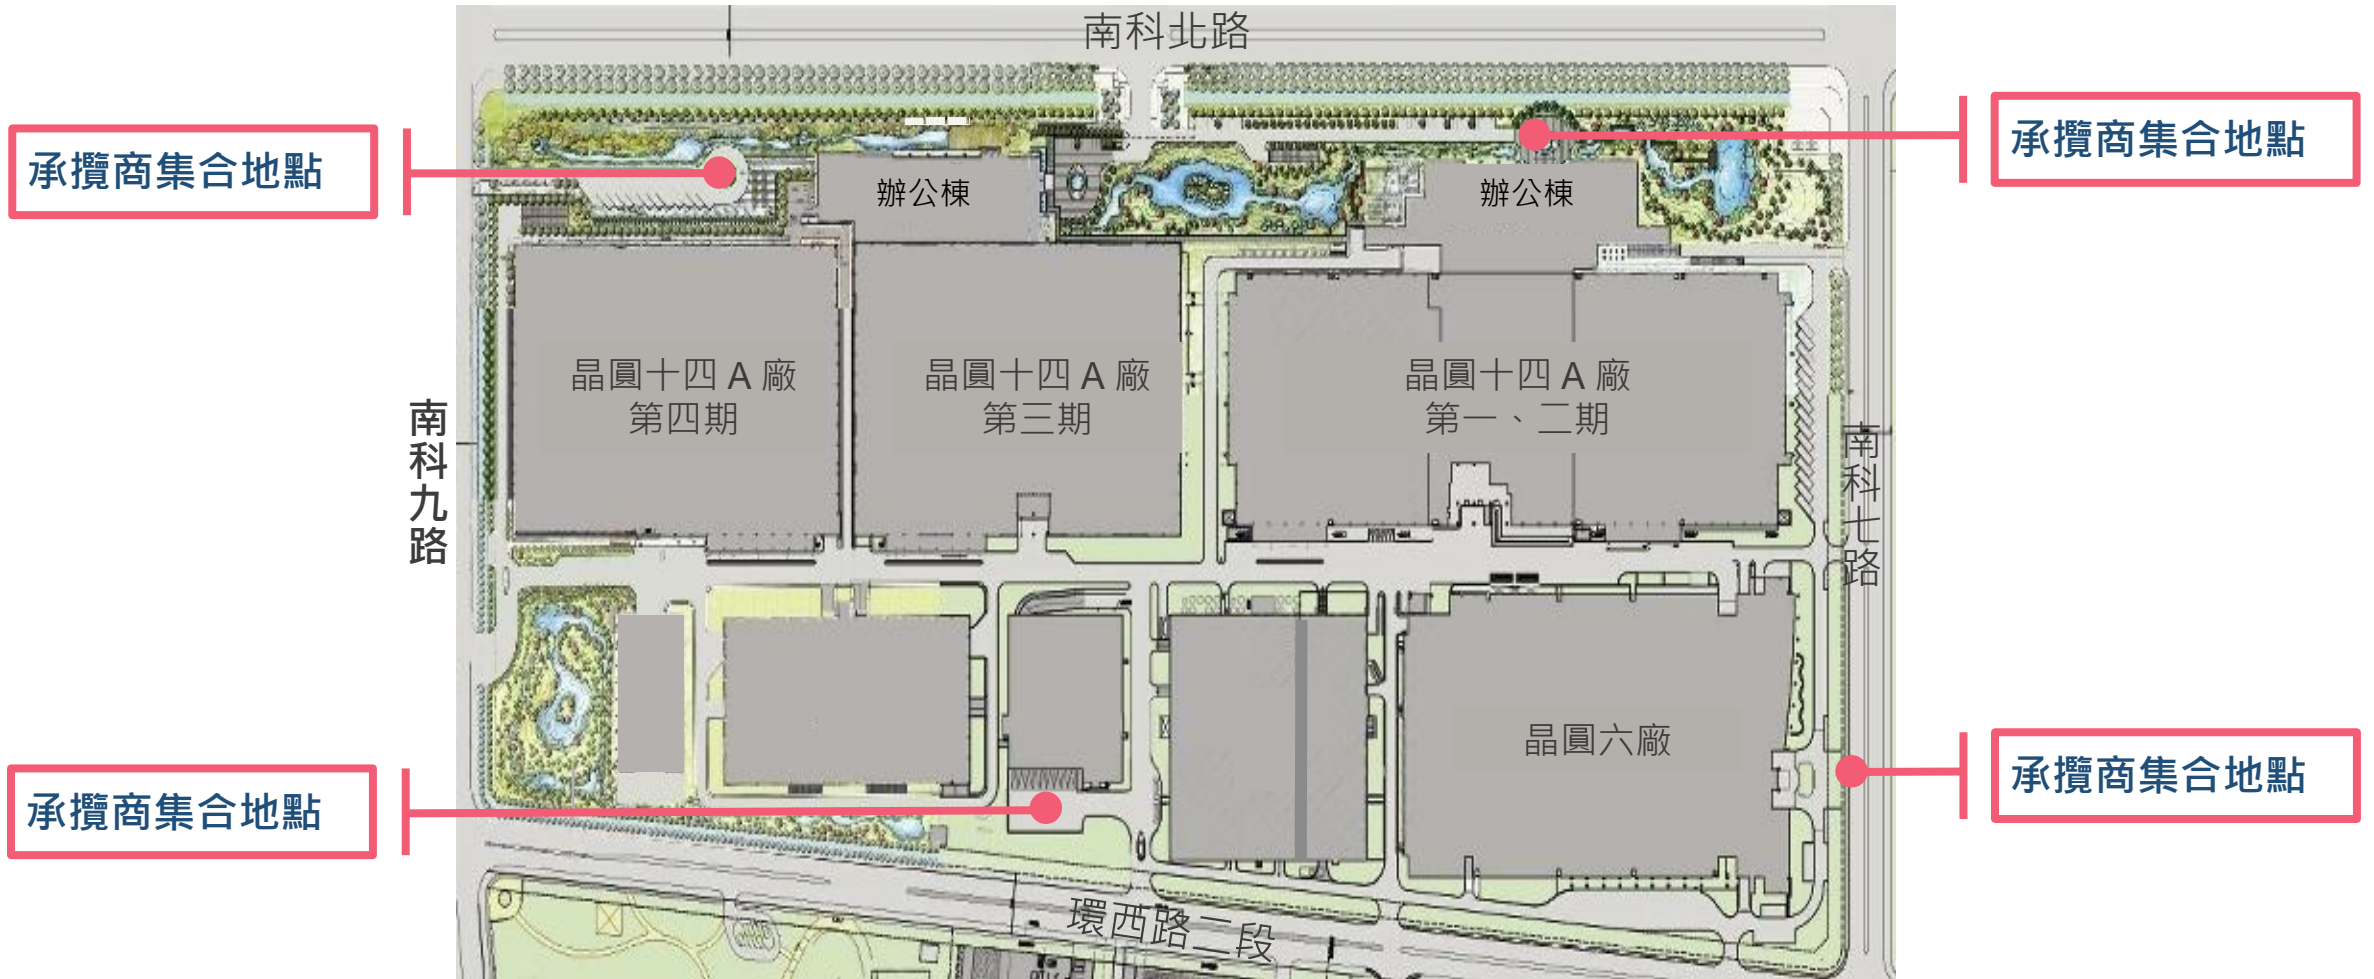 南科北路
承攬商集合地點
承攬商集合地點
辦公棟
辦公棟
晶圓十四 A 廠
第四期
晶圓十四 A 廠
第三期
晶圓十四 A 廠
第一、二期
南科九路
南科七路
晶圓六廠
承攬商集合地點
承攬商集合地點
環西路二段